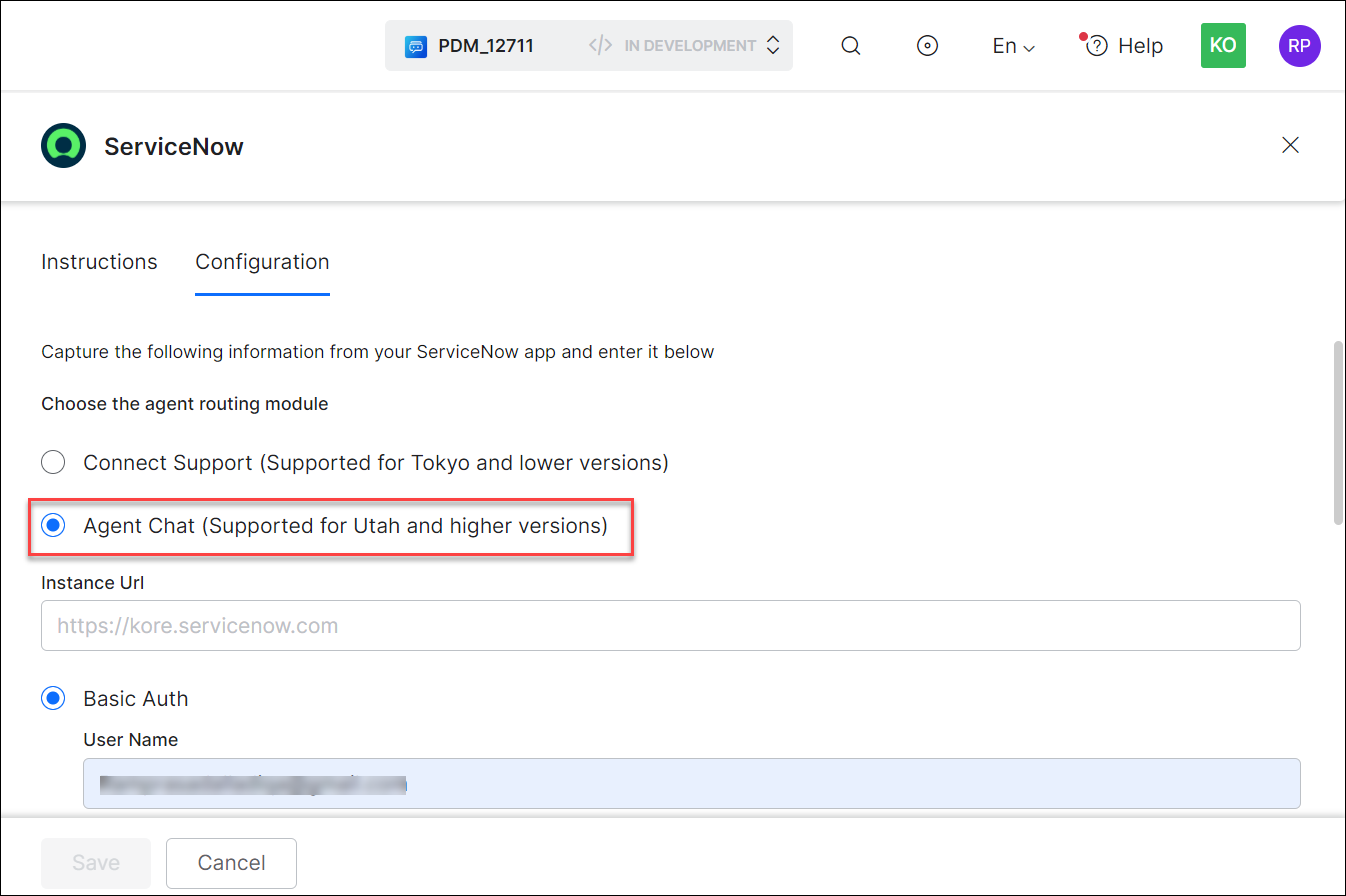 PDM_12711 </> IN DEVELOPMENT En Help KO RP
ServiceNow
Instructions Configuration
Capture the following information from your ServiceNow app and enter it below
Choose the agent routing module
Connect Support (Supported for Tokyo and lower versions)
Agent Chat (Supported for Utah and higher versions)
Instance Url
https://kore.servicenow.com
Basic Auth
User Name
Save Cancel